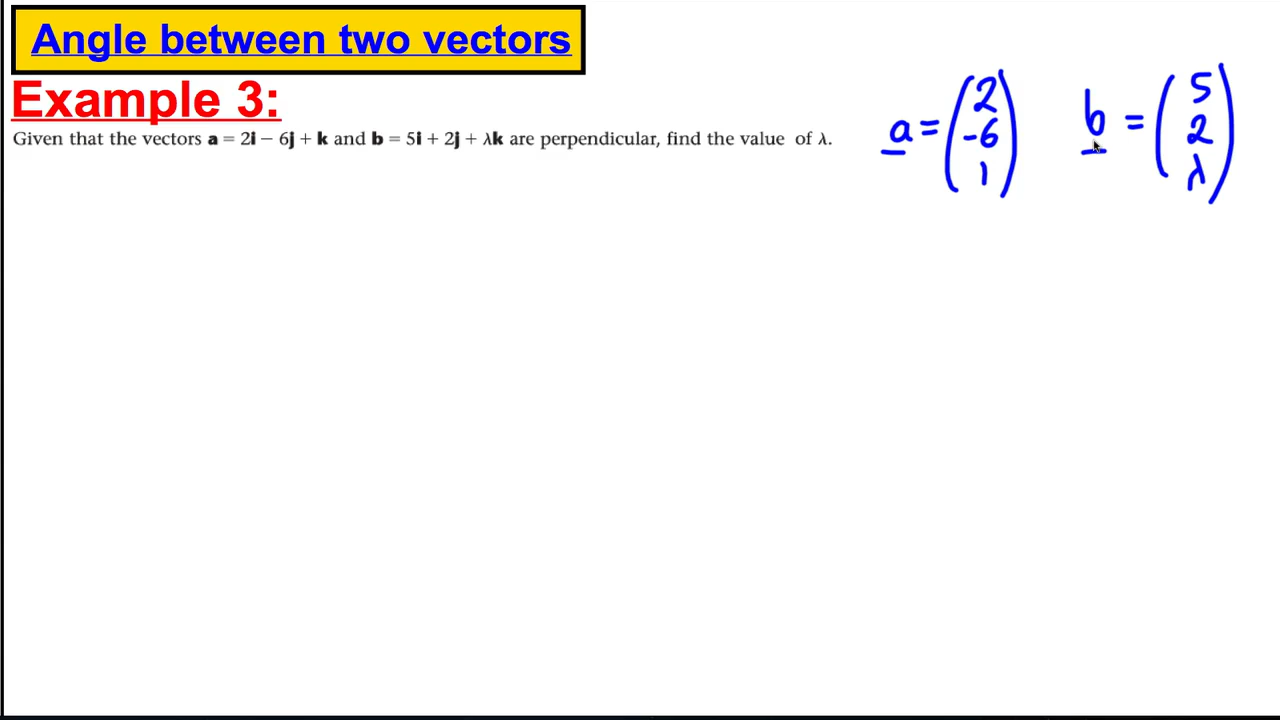 Angle between two vectors
Example 3:
Given that the vectors a = 2i − 6j + k and b = 5i + 2j + λk are perpendicular, find the value of λ.
a = (2
-6
1)
b = (5
2
λ)